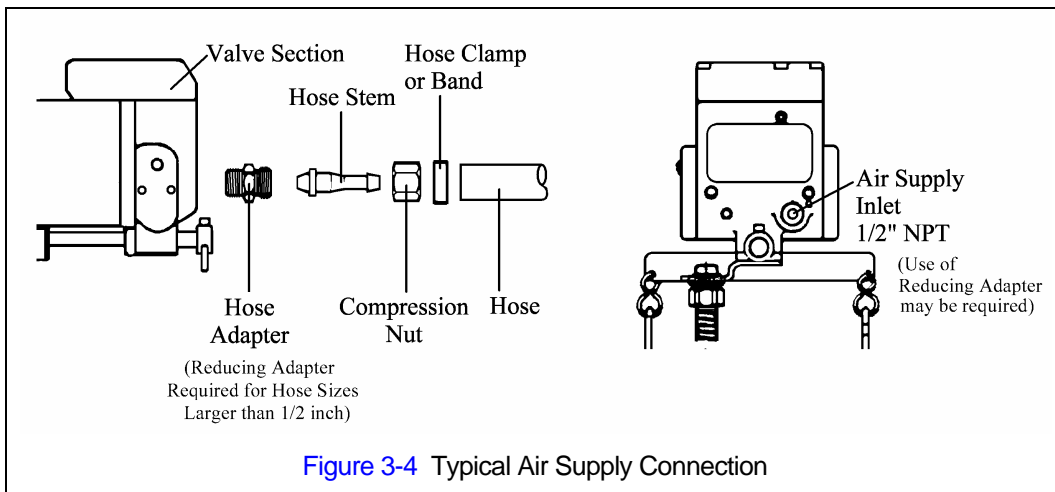 Valve Section
Hose Clamp
or Band
Hose Stem
Air Supply
Inlet
1/2" NPT
(Use of
Reducing Adapter
may be required)
Hose
Adapter
Compression
Nut
Hose
(Reducing Adapter
Required for Hose Sizes
Larger than 1/2 inch)
Figure 3-4 Typical Air Supply Connection